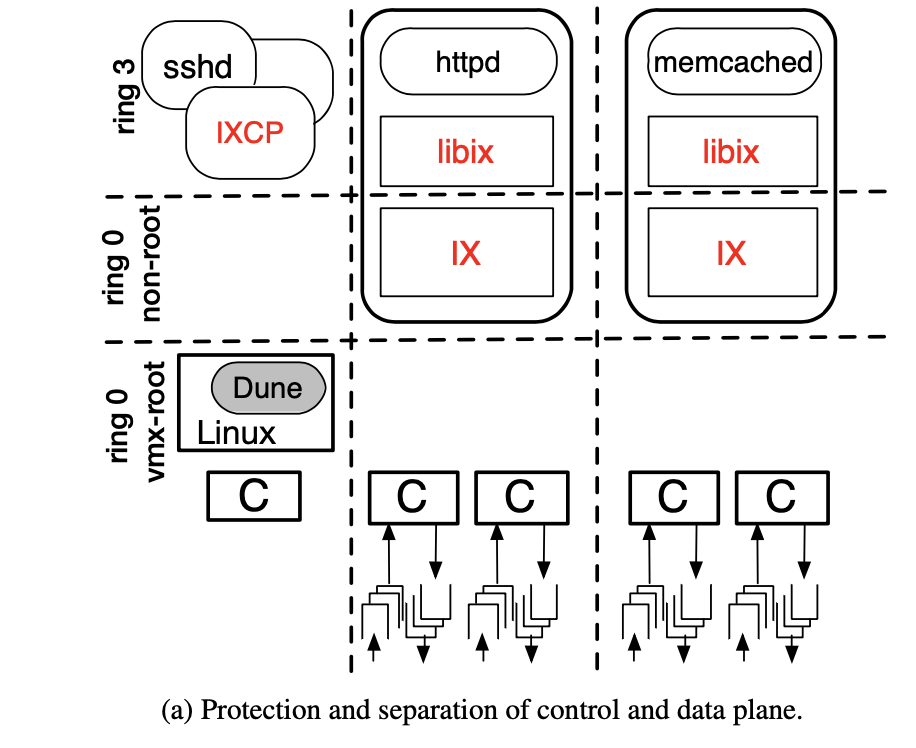 ring 3
sshd
IXCP
httpd
libix
memcached
libix
ring 0
non-root
IX
IX
ring 0
vmx-root
Dune
Linux
C
C
C
C
C
(a) Protection and separation of control and data plane.